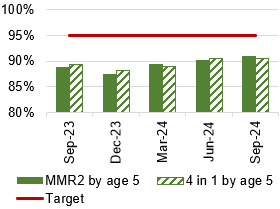 100%
95%
90%
85%
80%
Sep-23
Dec-23
Mar-24
Jun-24
Sep-24
MMR2 by age 5 4 in 1 by age 5
Target